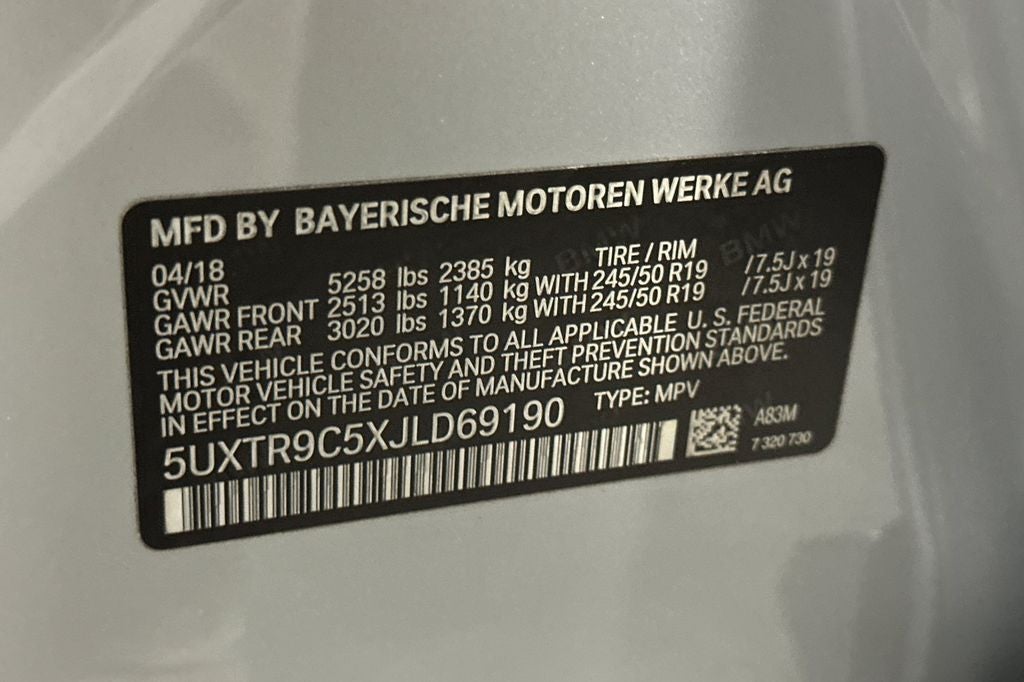 MFD BY BAYERISCHE MOTOREN WERKE AG
04/18 TIRE / RIM
GVWR 5258 lbs 2385 kg
GAWR FRONT 2513 lbs 1140 kg WITH 245/50 R19 /7.5J x 19
GAWR REAR 3020 lbs 1370 kg WITH 245/50 R19 /7.5J x 19
THIS VEHICLE CONFORMS TO ALL APPLICABLE U. S. FEDERAL
MOTOR VEHICLE SAFETY AND THEFT PREVENTION STANDARDS
IN EFFECT ON THE DATE OF MANUFACTURE SHOWN ABOVE.
5UXTR9C5XJLD69190 TYPE: MPV
A83M
7 320 730
BMW
BMW